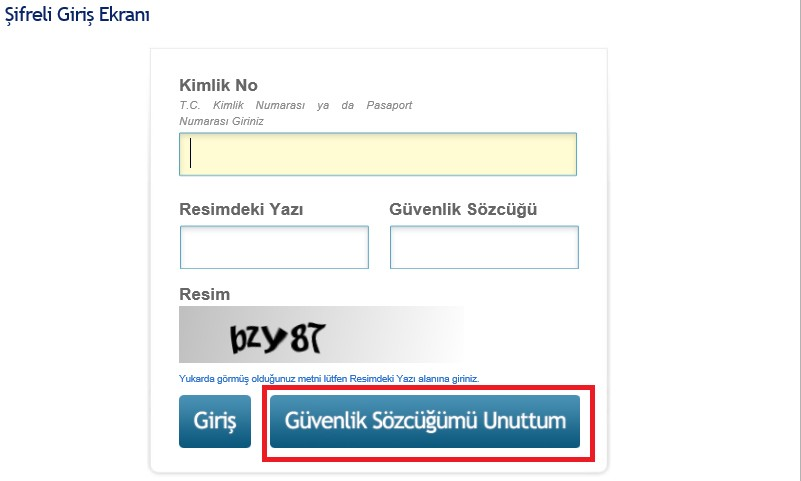 Şifreli Giriş Ekranı
Kimlik No
T.C. Kimlik Numarası ya da Pasaport
Numarası Giriniz
Resimdeki Yazı
Güvenlik Sözcüğü
Resim
bzy87
Yukarda görmüş olduğunuz metni lütfen Resimdeki Yazı alanına giriniz.
Giriş
Güvenlik Sözcüğümü Unuttum